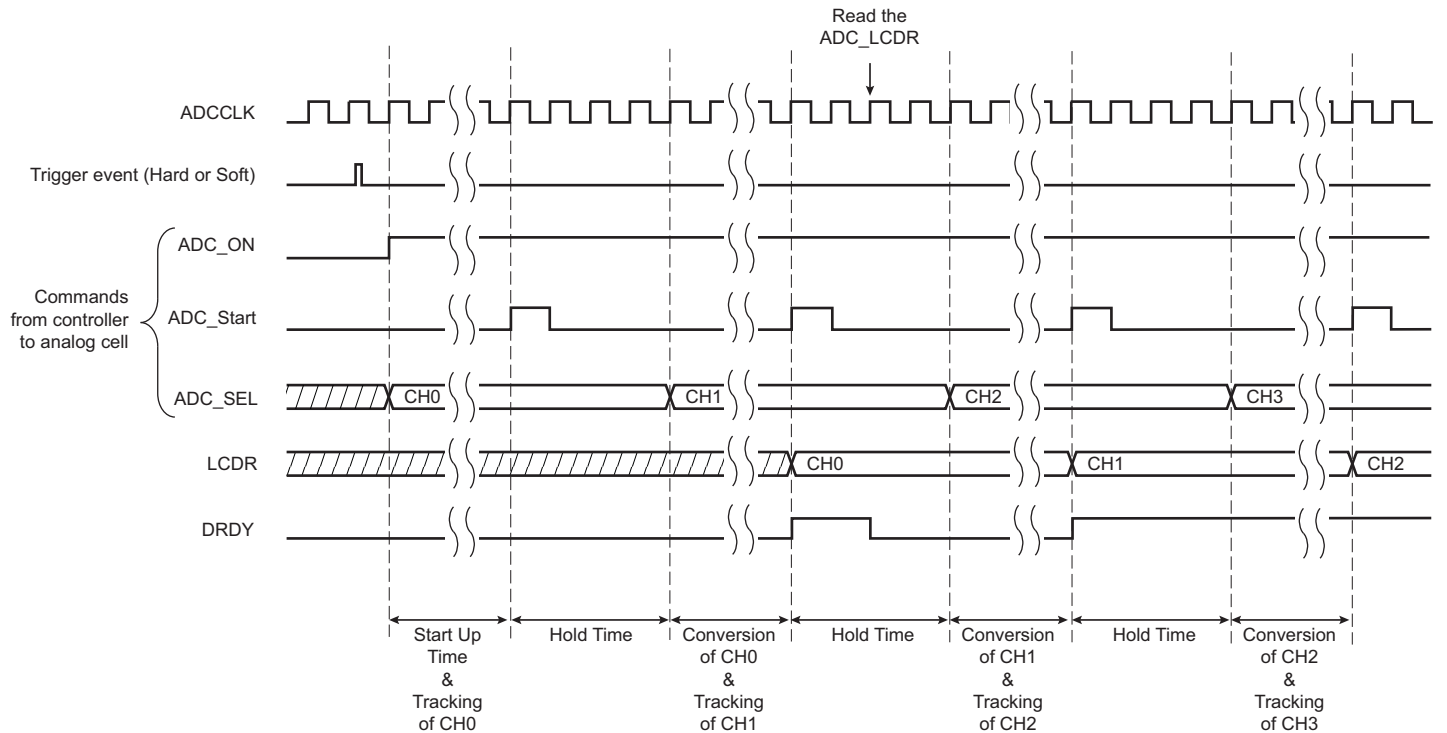 Read the
ADC_LCDR
ADCCLK
Trigger event (Hard or Soft)
ADC_ON
Commands
from controller
to analog cell
ADC_Start
ADC_SEL
CH0
CH1
CH2
CH3
LCDR
CH0
CH1
CH2
DRDY
Start Up
Time
&
Tracking
of CH0
Hold Time
Conversion
of CH0
&
Tracking
of CH1
Hold Time
Conversion
of CH1
&
Tracking
of CH2
Hold Time
Conversion
of CH2
&
Tracking
of CH3